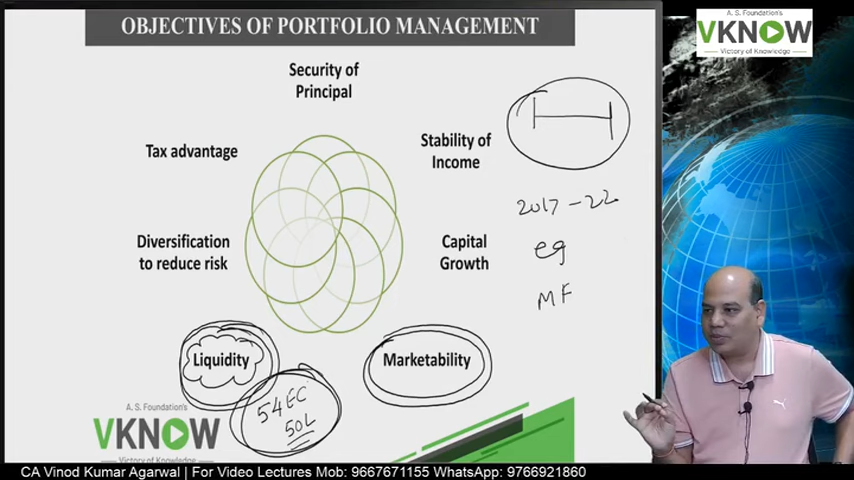 OBJECTIVES OF PORTFOLIO MANAGEMENT
A. S. Foundation's
VKNOW
Victory of Knowledge
Security of
Principal
Tax advantage
Stability of
Income
2017-22
Diversification
to reduce risk
Capital
Growth
eq
MF
Liquidity
Marketability
54EC
50L
A. S. Foundation's
VKNOW
Victory of Knowledge
CA Vinod Kumar Agarwal | For Video Lectures Mob: 9667671155 WhatsApp: 9766921860